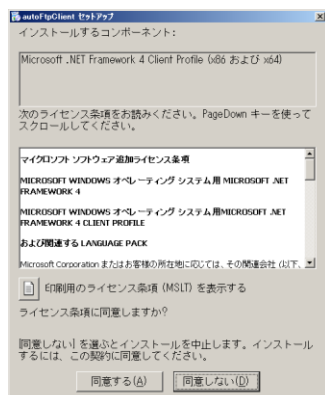 autoFtpClient セットアップ
インストールするコンポーネント:
Microsoft .NET Framework 4 Client Profile (x86 および x64)
次のライセンス条項をお読みください。PageDown キーを使って
スクロールしてください。
マイクロソフト ソフトウェア追加ライセンス条項
MICROSOFT WINDOWS オペレーティング システム用 MICROSOFT .NET
FRAMEWORK 4
MICROSOFT WINDOWS オペレーティング システム用MICROSOFT .NET
FRAMEWORK 4 CLIENT PROFILE
および関連する LANGUAGE PACK
Microsoft Corporation またはお客様の所在地に応じては、その関連会社 (以下、
印刷用のライセンス条項 (MSLT) を表示する
ライセンス条項に同意しますか?
[同意しない] を選ぶとインストールを中止します。インストール
するには、この契約に同意してください。
同意する(A) 同意しない(D)